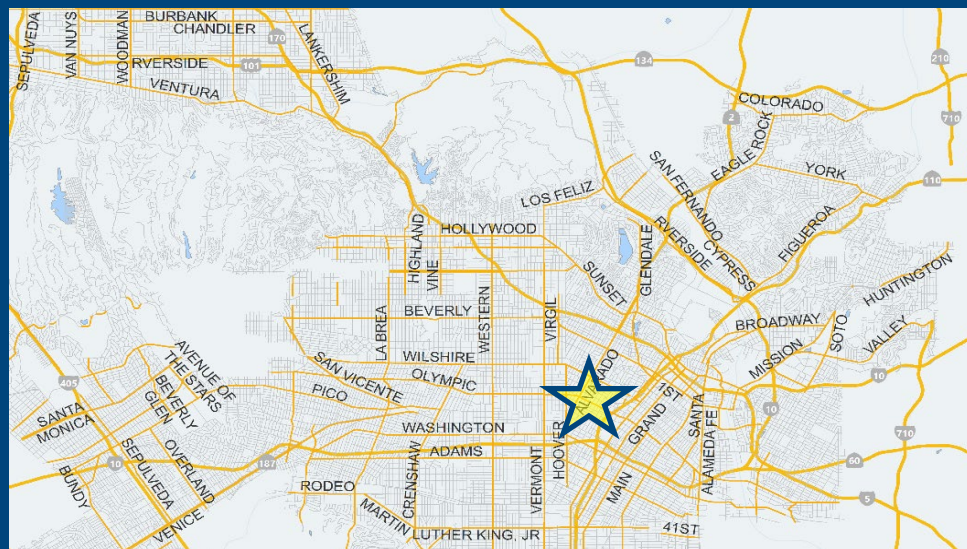 BURBANK
CHANDLER
SEPULVEDA
VAN NUYS
WOODMAN
LANKERSHIM
170
RVERSIDE
101
134
210
VENTURA
COLORADO
2
710
EAGLE ROCK
SAN FERNANDO
YORK
110
LOS FELIZ
HOLLYWOOD
HIGHLAND
VINE
GLENDALE
RVERSIDE
CYPRESS
FIGUEROA
SUNSET
HUNTINGTON
BEVERLY
WESTERN
VIRGIL
LA BREA
BROADWAY
SOTO
VALLEY
WILSHIRE
MISSION
SAN VICENTE
OLYMPIC
PICO
AVENUE OF
THE STARS
BEVERLY
GLEN
405
ALVARADO
1ST
10
10
SANTA
MONICA
WASHINGTON
ADAMS
HOOVER
GRAND
SANTA FE
ALAMEDA
710
SEPULVEDA
OVERLAND
10
187
60
BUNDY
RODEO
CRENSHAW
VERMONT
MAIN
5
VENICE
MARTIN
LUTHER KING, JR
41ST